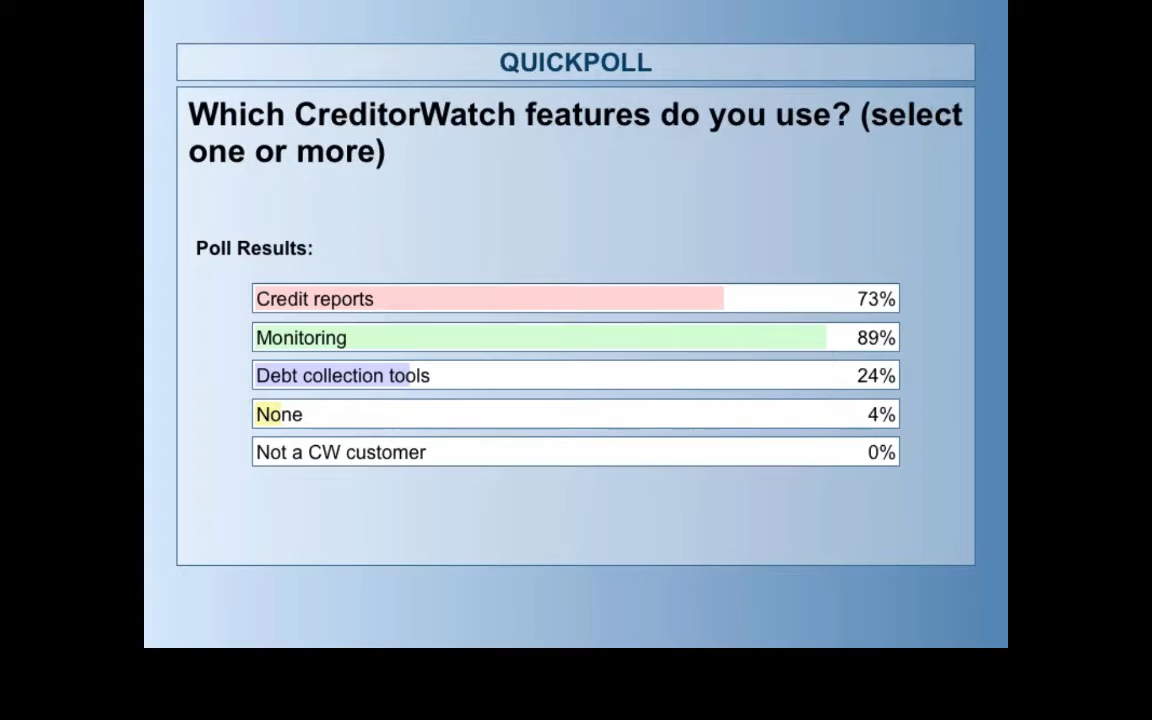 QUICKPOLL
Which CreditorWatch features do you use? (select
one or more)
Poll Results:
Credit reports 73%
Monitoring 89%
Debt collection tools 24%
None 4%
Not a CW customer 0%